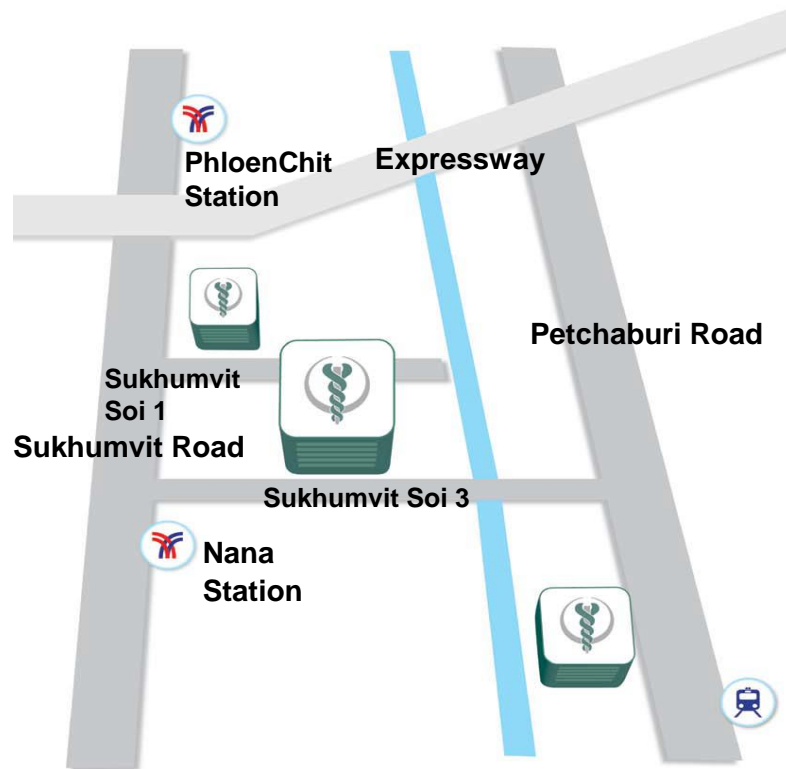 PhloenChit
Station
Expressway
Petchaburi Road
Sukhumvit
Soi 1
Sukhumvit Road
Sukhumvit Soi 3
Nana
Station